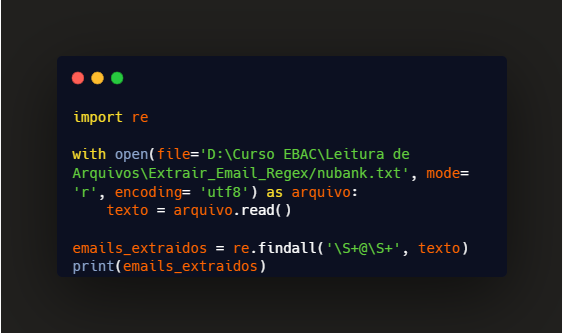 import re
with open(file='D:\Curso EBAC\Leitura de
Arquivos\Extrair_Email_Regex/nubank.txt', mode=
'r', encoding= 'utf8') as arquivo:
    texto = arquivo.read()
emails_extraidos = re.findall('\S+@\S+', texto)
print(emails_extraidos)